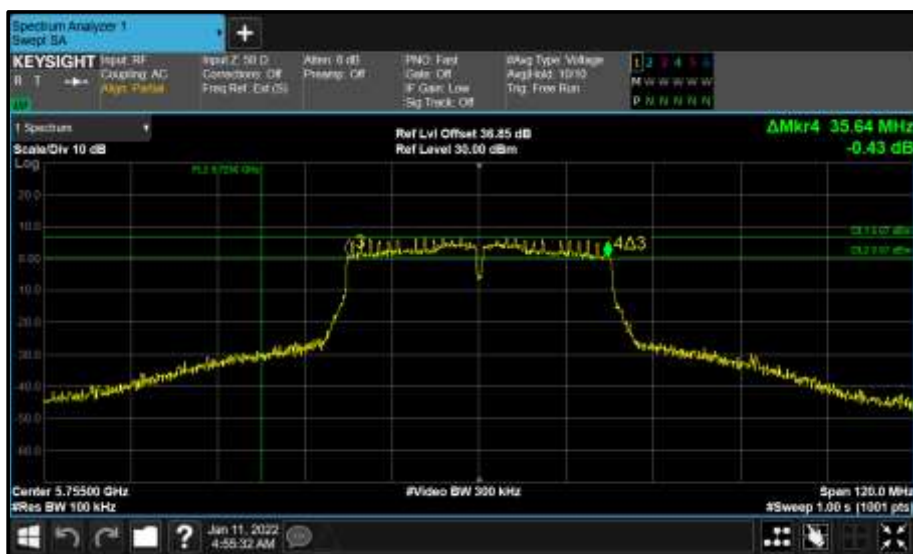 Spectrum Analyzer 1
Swept SA
+
KEYSIGHT
Input: RF
Coupling: AC
Align: Partial
Input Z: 50 Ω
Corrections: Off
Freq Ref: Ext (S)
Atten: 0 dB
Preamp: Off
PNO: Fast
Gate: Off
IF Gain: Low
Sig Track: Off
#Avg Type: Voltage
Avg|Hold: 10/10
Trig: Free Run
1 2 3 4 5 6
M W W W W W
P N N N N N
R T
1 Spectrum
Scale/Div 10 dB
Ref Lvl Offset 36.85 dB
Ref Level 30.00 dBm
ΔMkr4 35.64 MHz
-0.43 dB
Log
20.0
10.0
0.00
-10.0
-20.0
-30.0
-40.0
-50.0
-60.0
3
4Δ3
Center 5.75500 GHz
#Res BW 100 kHz
#Video BW 300 kHz
Span 120.0 MHz
#Sweep 1.00 s (1001 pts)
?
Jan 11, 2022
4:55:32 AM